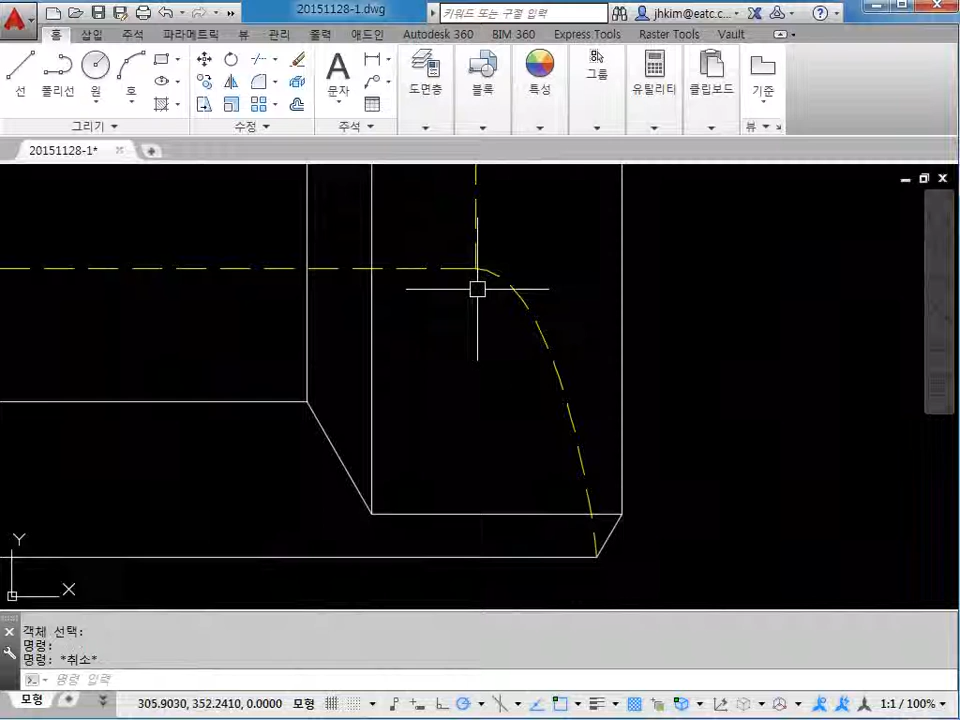 20151128-1.dwg
키워드 또는 구절 입력
jhkim@eatc.c...
홈 삽입 주석 파라메트릭 뷰 관리 출력 애드인 Autodesk 360 BIM 360 Express Tools Raster Tools Vault
선 폴리선 원 호 문자 도면층 블록 특성 그룹 유틸리티 클립보드 기준
그리기 수정 주석 뷰
20151128-1*
Y
X
객체 선택:
명령:
명령: *취소*
명령 입력
모형
305.9030, 352.2410, 0.0000 모형 1:1 / 100%